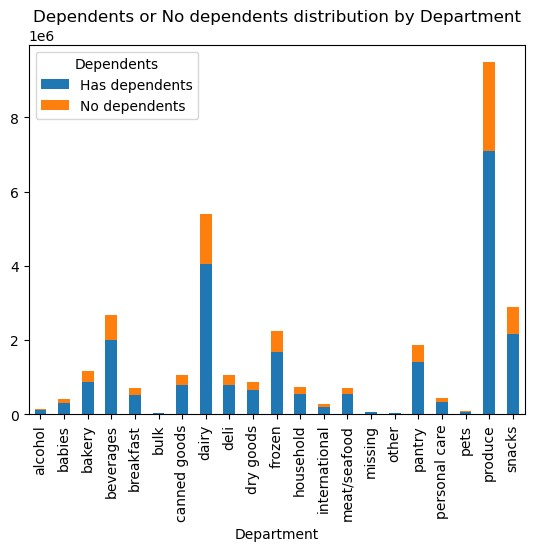 Dependents or No dependents distribution by Department
1e6
Dependents
Has dependents
No dependents
8
6
4
2
0
alcohol
babies
bakery
beverages
breakfast
bulk
canned goods
dairy
deli
dry goods
frozen
household
international
meat/seafood
missing
other
pantry
personal care
pets
produce
snacks
Department